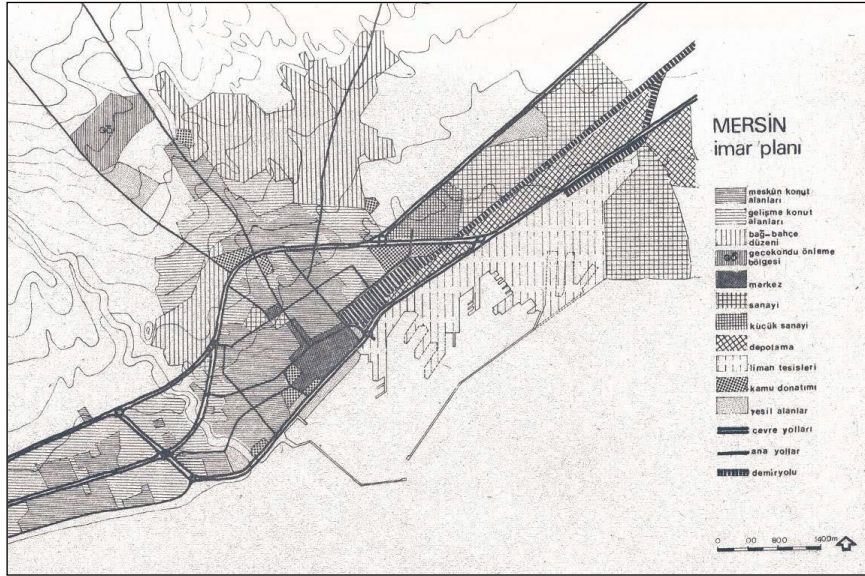 MERSİN
imar planı
meskûn konut
alanları
gelişme konut
alanları
bağ-bahçe
düzeni
gecekondu önleme
bölgesi
merkez
sanayi
küçük sanayi
depolama
liman tesisleri
kamu donatımı
yeşil alanlar
çevre yolları
ana yollar
demiryolu
0 00 800 1400m